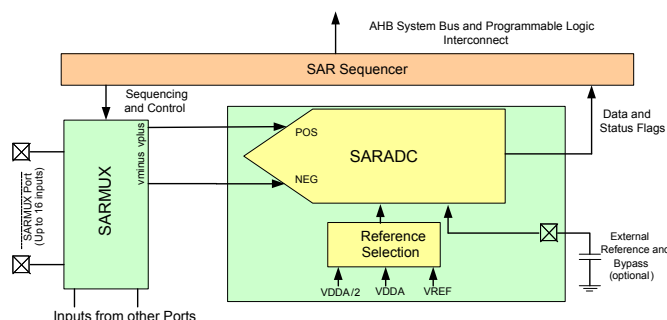 AHB System Bus and Programmable Logic
Interconnect
SAR Sequencer
Sequencing
and Control
Data and
Status Flags
vminus vplus
POS
SARADC
NEG
SARMUX
SARMUX Port
(Up to 16 inputs)
Reference
Selection
External
Reference and
Bypass
(optional)
VDDA/2
VDDA
VREF
Inputs from other Ports